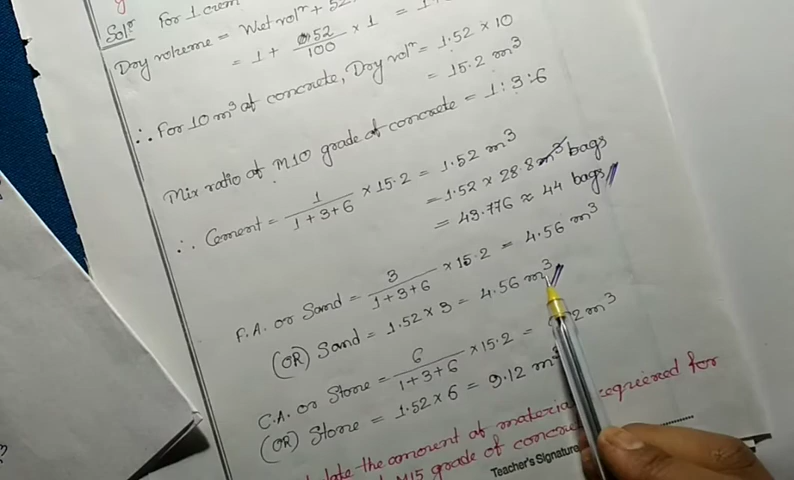 Solⁿ For 1 cum
Dry volume = Wet volⁿ + 52
= 1 + 52/100 × 1 =
∴ For 10 m³ of concrete, Dry volⁿ = 1.52 × 10
= 15.2 m³
Mix ratio of M10 grade of concrete = 1:3:6
∴ Cement = 1/(1+3+6) × 15.2 = 1.52 m³
= 1.52 × 28.8 m³ bags
= 43.776 ≈ 44 bags
F.A. or Sand = 3/(1+3+6) × 15.2 = 4.56 m³
(OR) Sand = 1.52 × 3 = 4.56 m³
C.A. or Stone = 6/(1+3+6) × 15.2 = 2 m³
(OR) Stone = 1.52 × 6 = 9.12 m³
the amount of material required for
M15 grade of concrete
Teacher's Signature